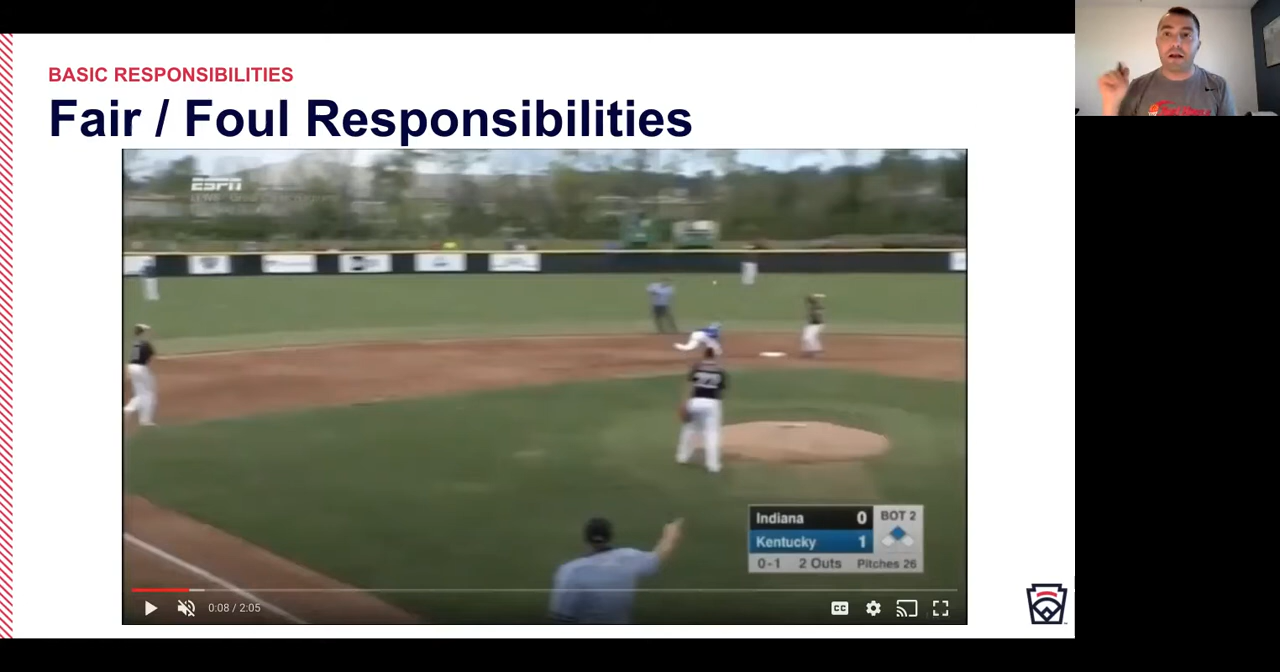 BASIC RESPONSIBILITIES
Fair / Foul Responsibilities
ESPN
Indiana 0 BOT 2
Kentucky 1
0-1 2 Outs Pitches 26
0:08 / 2:05
CC